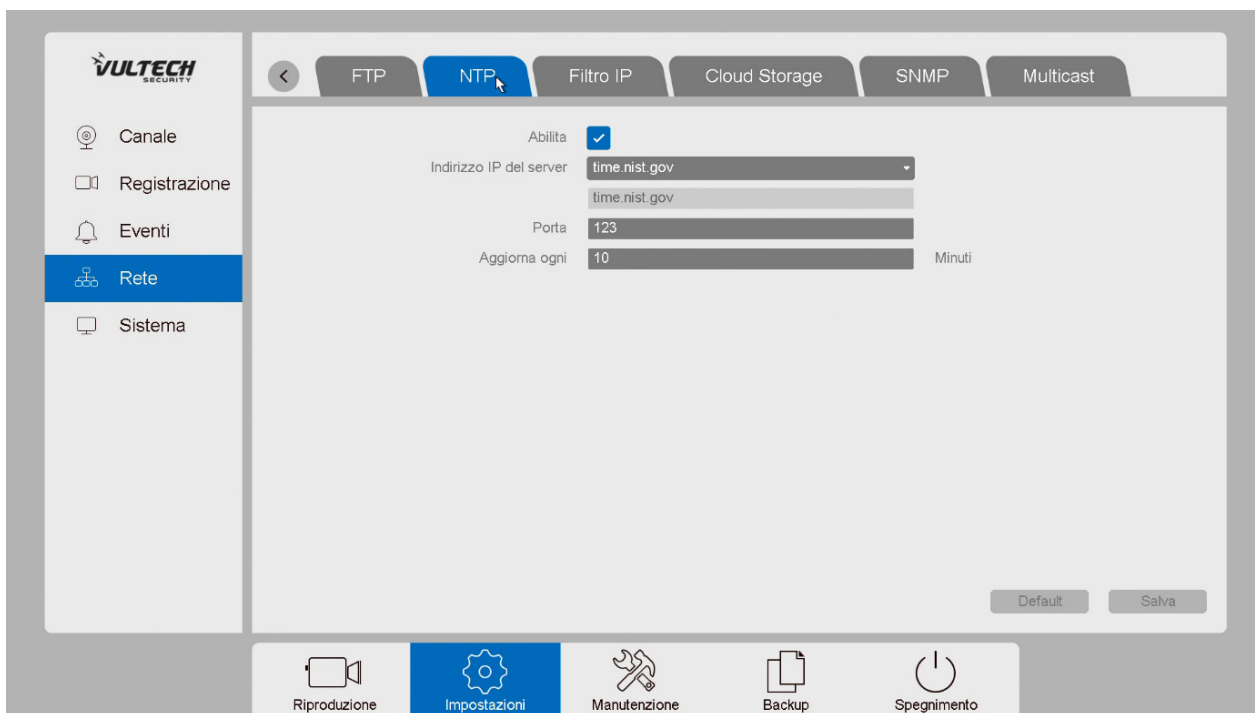 VULTECH
SECURITY
FTP NTP Filtro IP Cloud Storage SNMP Multicast
Canale
Registrazione
Eventi
Rete
Sistema
Abilita
Indirizzo IP del server time.nist.gov
time.nist.gov
Porta 123
Aggiorna ogni 10 Minuti
Default Salva
Riproduzione Impostazioni Manutenzione Backup Spegnimento